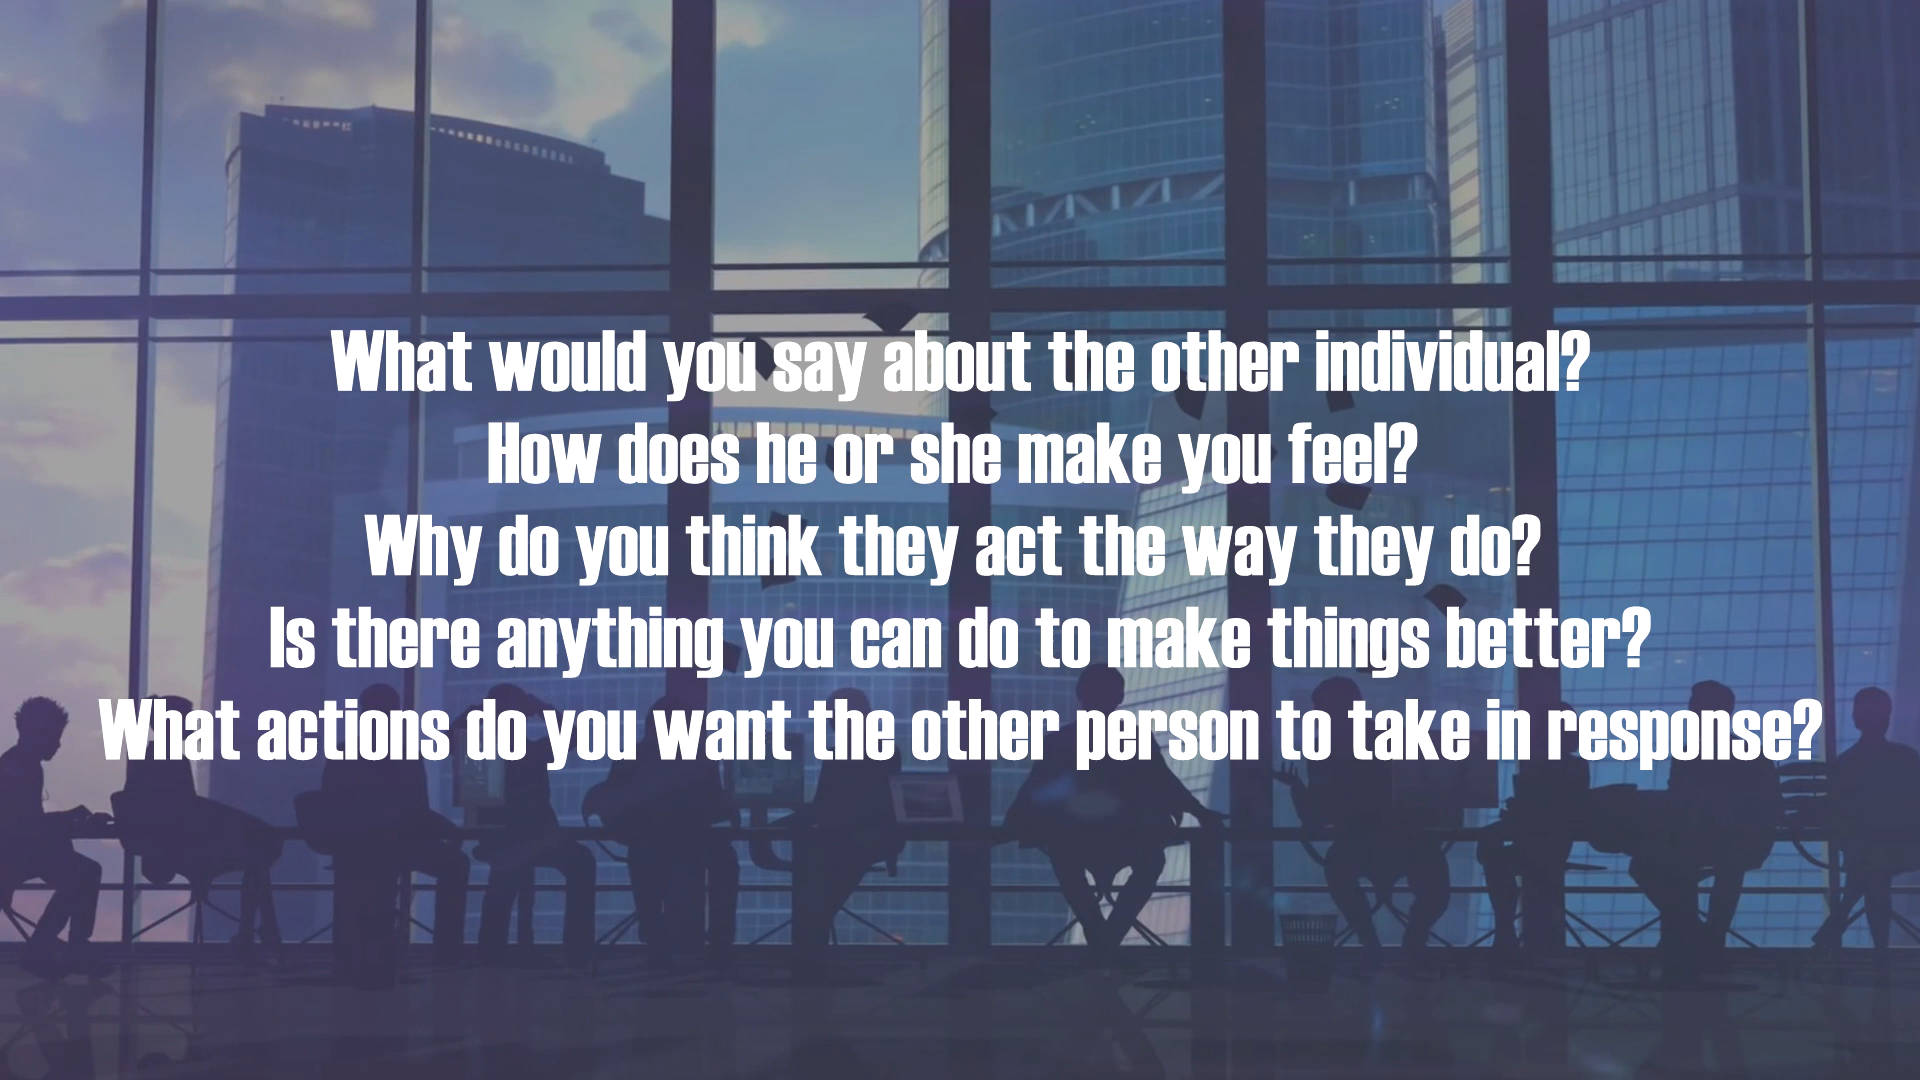 What would you say about the other individual?
How does he or she make you feel?
Why do you think they act the way they do?
Is there anything you can do to make things better?
What actions do you want the other person to take in response?